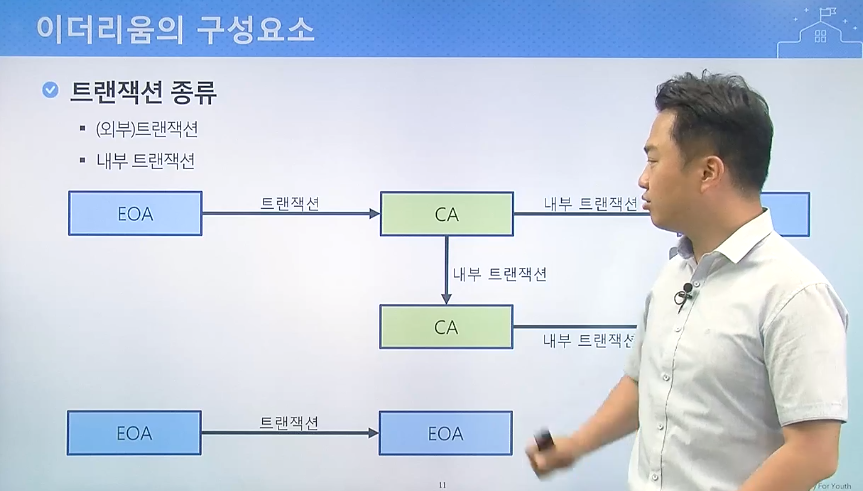 이더리움의 구성요소
트랜잭션 종류
(외부)트랜잭션
내부 트랜잭션
EOA
트랜잭션
CA
내부 트랜잭션
내부 트랜잭션
CA
내부 트랜잭션
EOA
트랜잭션
EOA
11
For Youth